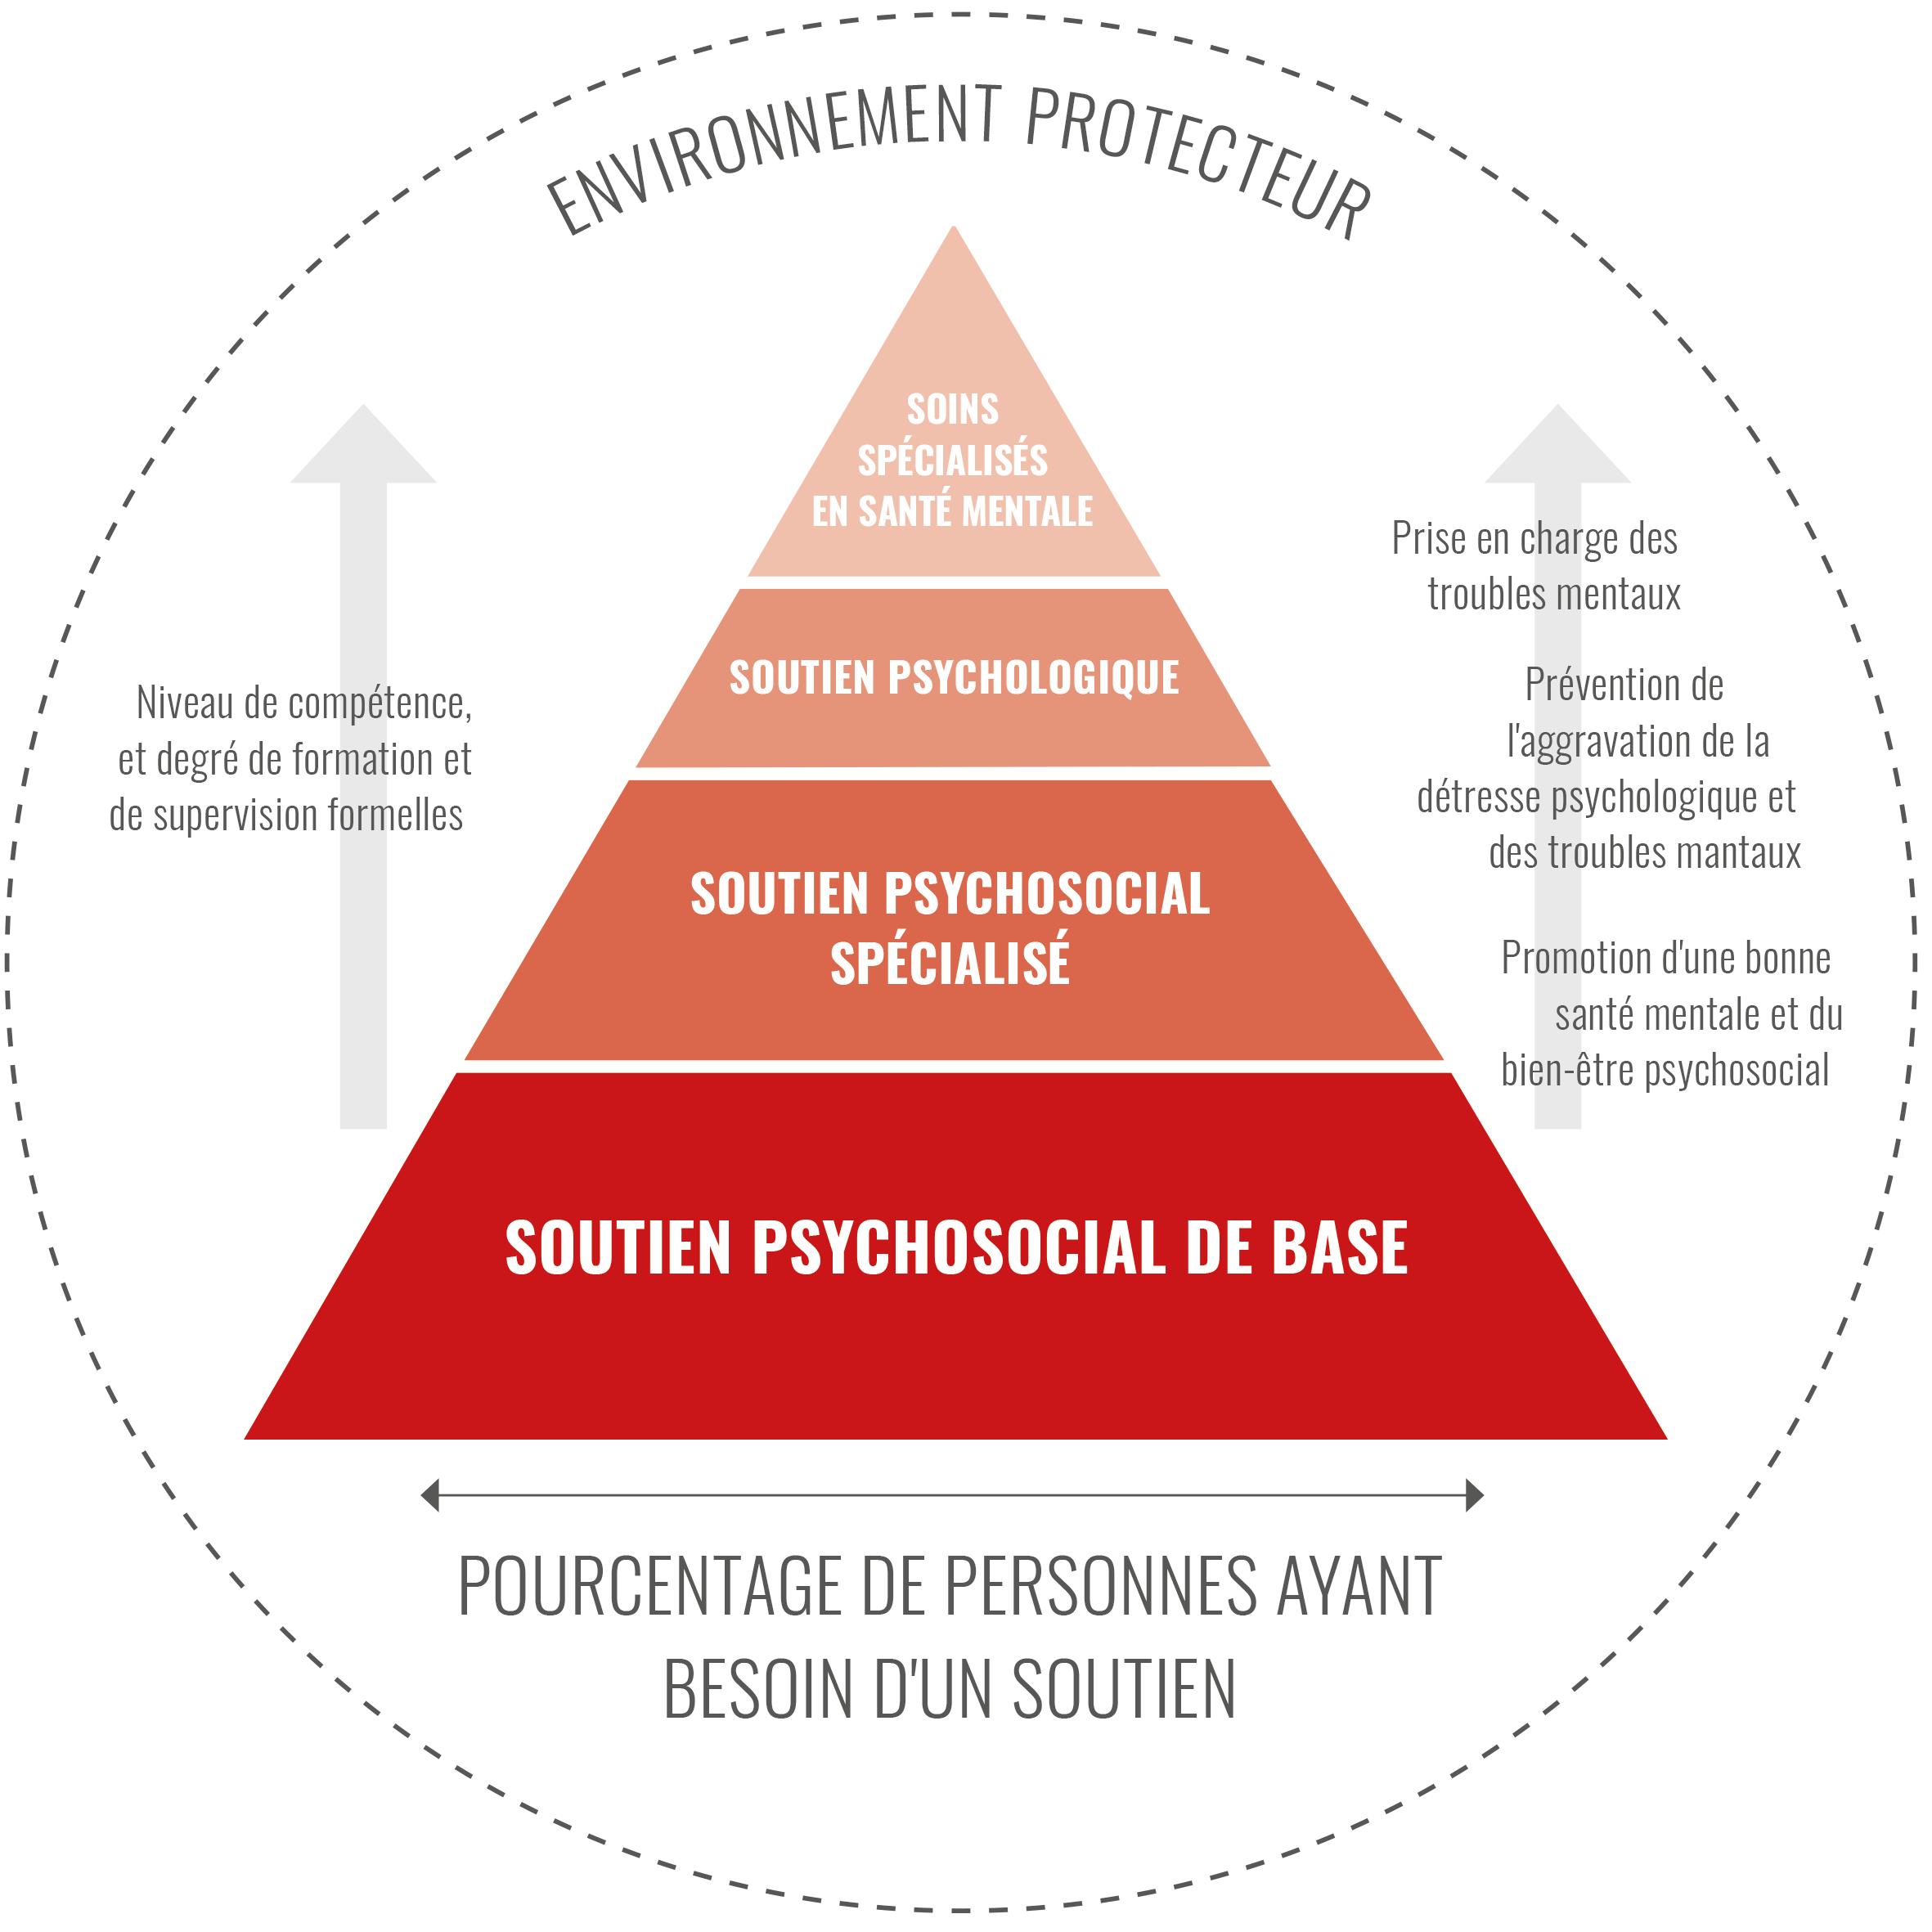 ENVIRONNEMENT PROTECTEUR
SOINS
SPÉCIALISÉS
EN SANTÉ MENTALE
SOUTIEN PSYCHOLOGIQUE
SOUTIEN PSYCHOSOCIAL
SPÉCIALISÉ
SOUTIEN PSYCHOSOCIAL DE BASE
Niveau de compétence,
et degré de formation et
de supervision formelles
Prise en charge des
troubles mentaux
Prévention de
l'aggravation de la
détresse psychologique et
des troubles mantaux
Promotion d'une bonne
santé mentale et du
bien-être psychosocial
POURCENTAGE DE PERSONNES AYANT
BESOIN D'UN SOUTIEN